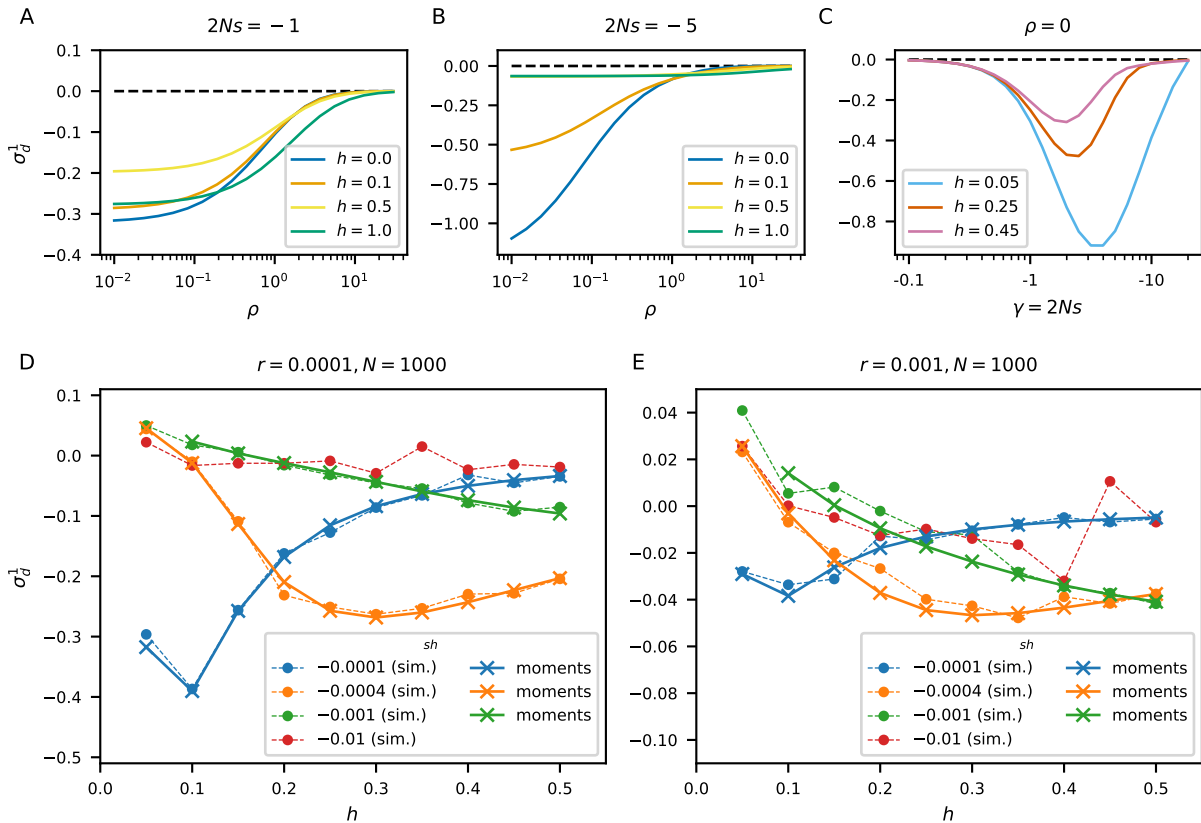 A
2Ns = −1
0.1
0.0
−0.1
−0.2
−0.3
−0.4
σ_d^1
10^−2
10^−1
10^0
10^1
ρ
h = 0.0
h = 0.1
h = 0.5
h = 1.0
B
2Ns = −5
0.00
−0.25
−0.50
−0.75
−1.00
10^−2
10^−1
10^0
10^1
ρ
h = 0.0
h = 0.1
h = 0.5
h = 1.0
C
ρ = 0
0.0
−0.2
−0.4
−0.6
−0.8
-0.1
-1
-10
γ = 2Ns
h = 0.05
h = 0.25
h = 0.45
D
r = 0.0001, N = 1000
0.1
0.0
−0.1
−0.2
−0.3
−0.4
−0.5
σ_d^1
0.0
0.1
0.2
0.3
0.4
0.5
h
sh
−0.0001 (sim.) moments
−0.0004 (sim.) moments
−0.001 (sim.) moments
−0.01 (sim.)
E
r = 0.001, N = 1000
0.04
0.02
0.00
−0.02
−0.04
−0.06
−0.08
−0.10
σ_d^1
0.0
0.1
0.2
0.3
0.4
0.5
h
sh
−0.0001 (sim.) moments
−0.0004 (sim.) moments
−0.001 (sim.) moments
−0.01 (sim.)